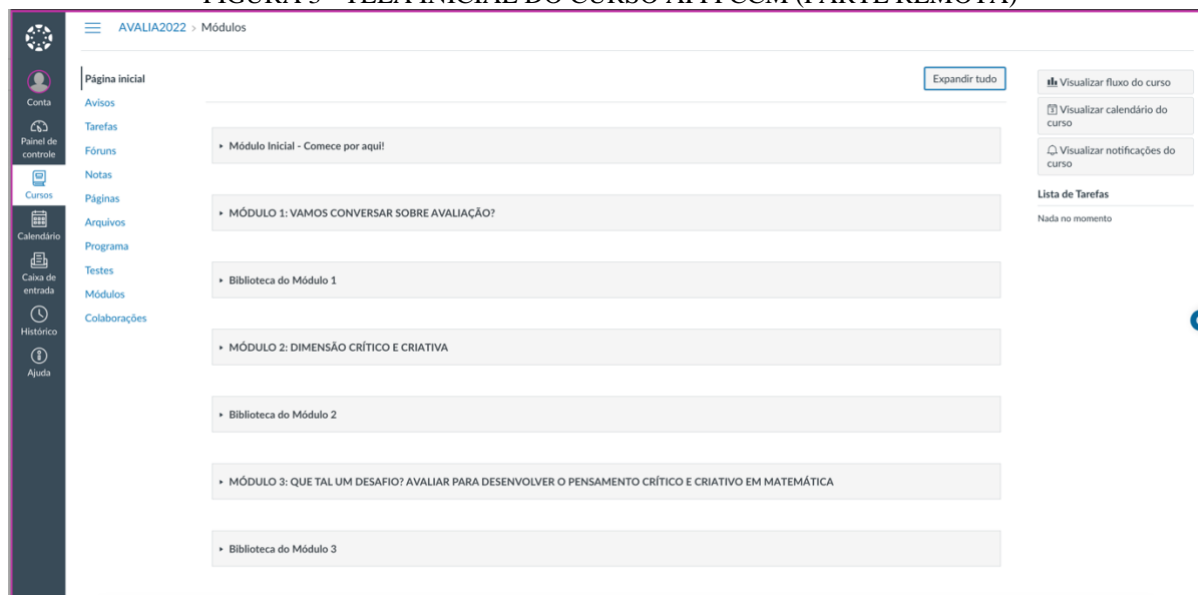 AVALIA2022 > Módulos
Conta
Painel de
controle
Cursos
Calendário
Caixa de
entrada
Histórico
Ajuda
Página inicial
Avisos
Tarefas
Fóruns
Notas
Páginas
Arquivos
Programa
Testes
Módulos
Colaborações
Expandir tudo
Módulo Inicial - Comece por aqui!
MÓDULO 1: VAMOS CONVERSAR SOBRE AVALIAÇÃO?
Biblioteca do Módulo 1
MÓDULO 2: DIMENSÃO CRÍTICO E CRIATIVA
Biblioteca do Módulo 2
MÓDULO 3: QUE TAL UM DESAFIO? AVALIAR PARA DESENVOLVER O PENSAMENTO CRÍTICO E CRIATIVO EM MATEMÁTICA
Biblioteca do Módulo 3
Visualizar fluxo do curso
Visualizar calendário do
curso
Visualizar notificações do
curso
Lista de Tarefas
Nada no momento